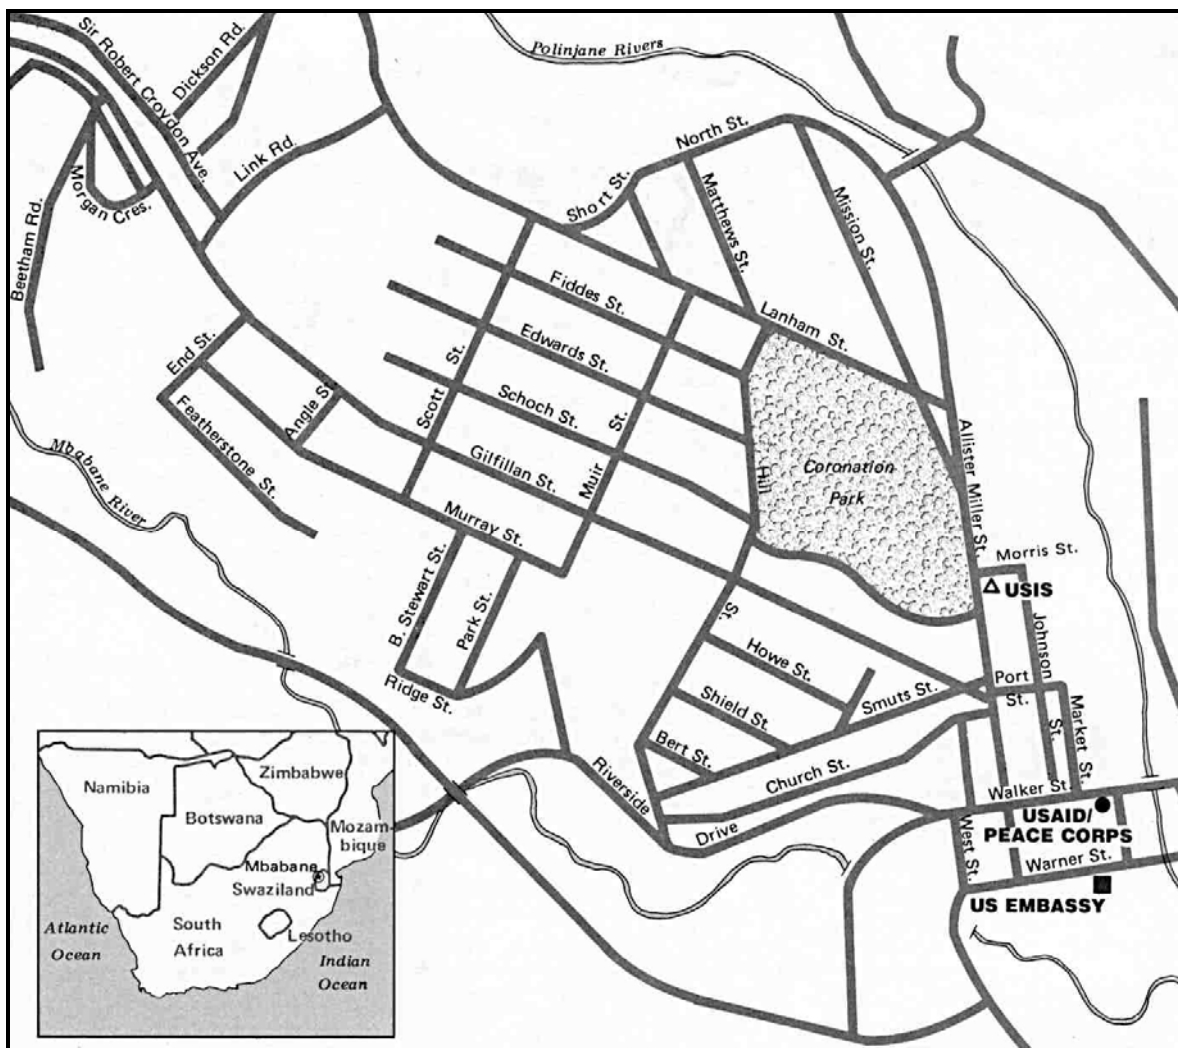 Polinjane Rivers
Sir Robert Croydon Ave.
Dickson Rd.
Link Rd.
Beetham Rd.
Morgan Cres.
North St.
Short St.
Matthews St.
Mission St.
Fiddes St.
Lanham St.
Edwards St.
End St.
Angle St.
Scott St.
Schoch St.
Featherstone St.
Muir St.
Gilfillan St.
Hill St.
Coronation
Park
Allister Miller St.
Mbabane River
Murray St.
Morris St.
USIS
B. Stewart St.
Park St.
Johnson St.
Howe St.
Port St.
Ridge St.
Shield St.
Smuts St.
Market St.
Bert St.
Church St.
Riverside Drive
Walker St.
USAID/
PEACE CORPS
West St.
Warner St.
US EMBASSY
Namibia
Zimbabwe
Botswana
Mozam-
bique
Mbabane
Swaziland
South
Africa
Lesotho
Atlantic
Ocean
Indian
Ocean